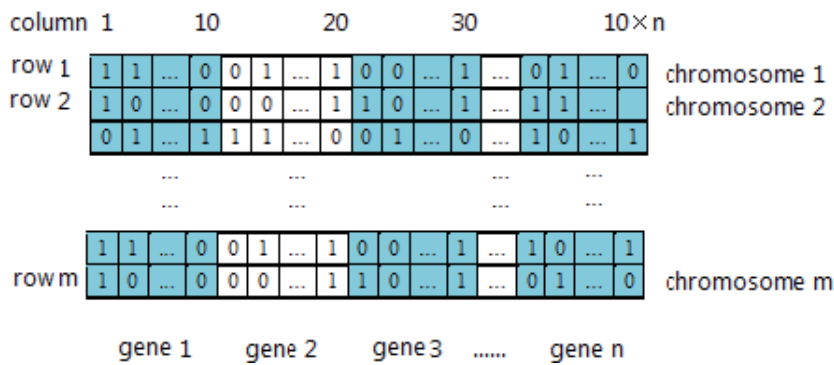 column 1 10 20 30 10×n
row 1 1 1 ... 0 0 1 ... 1 0 0 ... 1 ... 0 1 ... 0 chromosome 1
row 2 1 0 ... 0 0 0 ... 1 1 0 ... 1 ... 1 1 ... chromosome 2
0 1 ... 1 1 1 ... 0 0 1 ... 0 ... 1 0 ... 1
... ... ... ...
... ... ... ...
1 1 ... 0 0 1 ... 1 0 0 ... 1 ... 1 0 ... 1
row m 1 0 ... 0 0 0 ... 1 1 0 ... 1 ... 0 1 ... 0 chromosome m
gene 1 gene 2 gene 3 ...... gene n